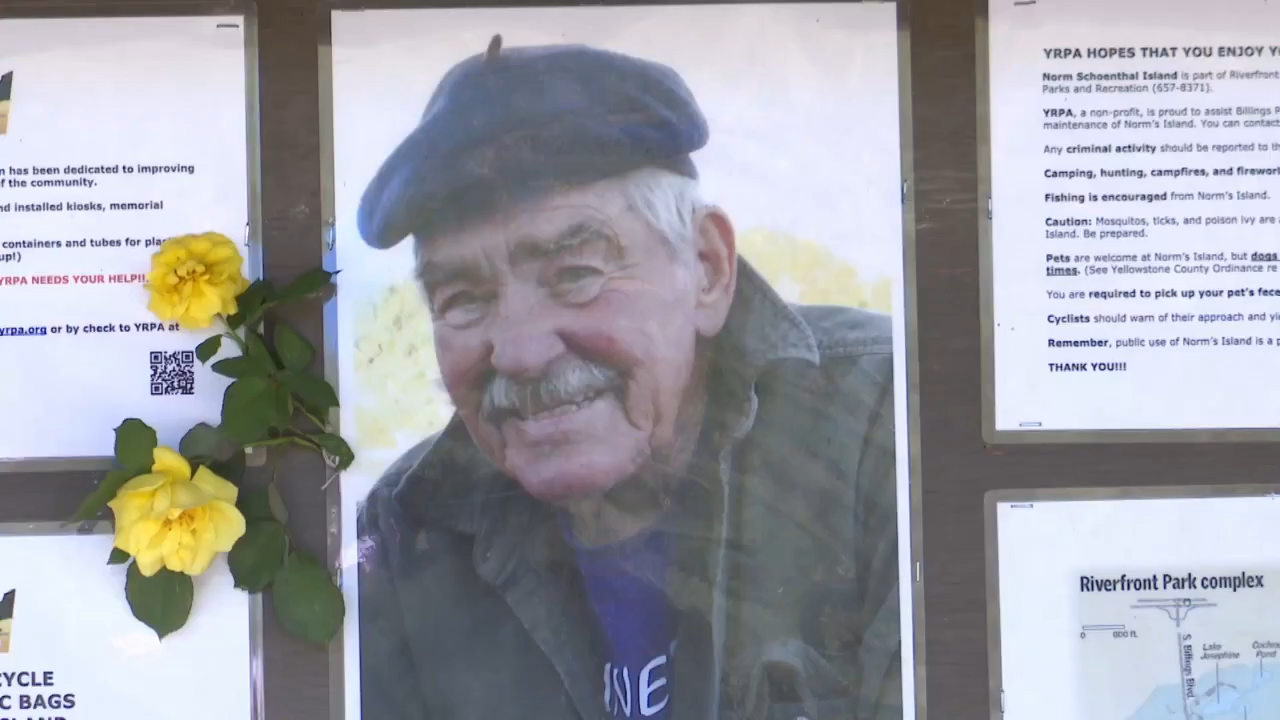 n has been dedicated to improving
f the community.
nd installed kiosks, memorial
containers and tubes for
up!)
YRPA NEEDS YOUR HELP!!
yrpa.org or by check to YRPA at
CYCLE
C BAGS
NE
YRPA HOPES THAT YOU ENJOY
Norm Schoenthal Island is part of Riverfront
Parks and Recreation (657-8371).
YRPA, a non-profit, is proud to assist Billings P
maintenance of Norm's Island. You can contact
Any criminal activity should be reported to th
Camping, hunting, campfires, and firewor
Fishing is encouraged from Norm's Island.
Caution: Mosquitos, ticks, and poison ivy are
Island. Be prepared.
Pets are welcome at Norm's Island, but dogs
times. (See Yellowstone County Ordinance re
You are required to pick up your pet's fece
Cyclists should warn of their approach and yi
Remember, public use of Norm's Island is a p
THANK YOU!!!
Riverfront Park complex
0 600 ft.
S. Billings Blvd.
Lake
Josephine
Pond